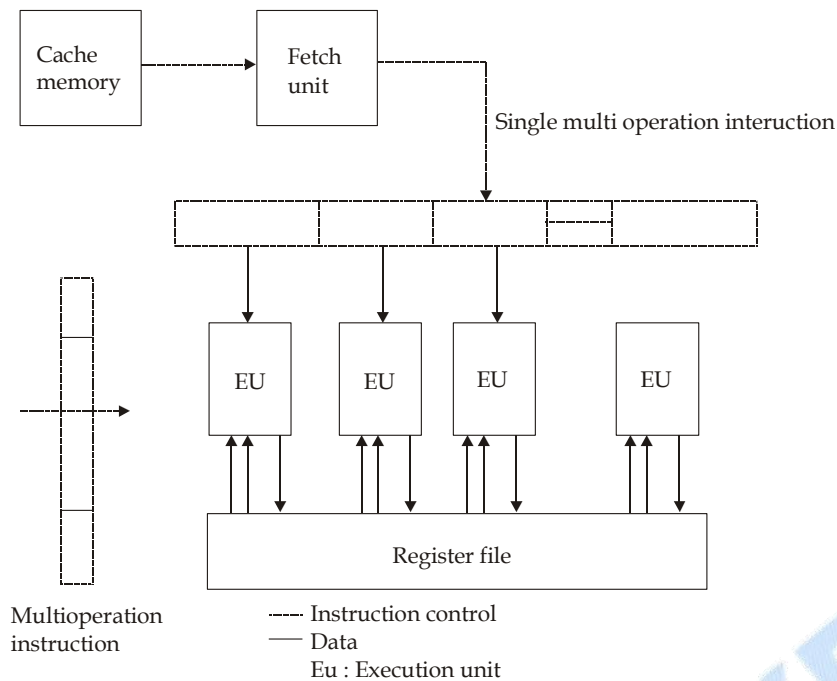 Cache
memory
Fetch
unit
Single multi operation interuction
EU
EU
EU
EU
Register file
Multioperation
instruction
Instruction control
Data
Eu : Execution unit